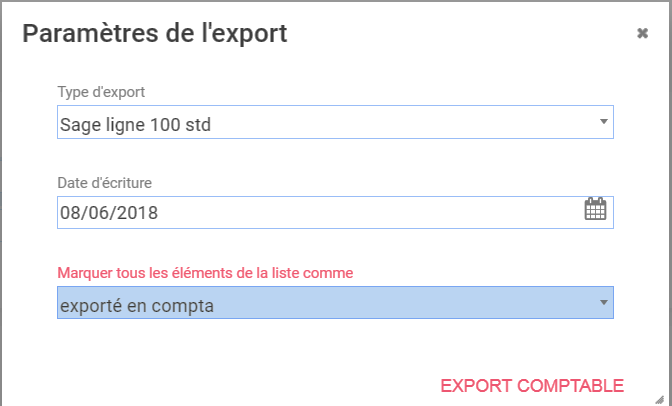 Paramètres de l'export
Type d'export
Sage ligne 100 std
Date d'écriture
08/06/2018
Marquer tous les éléments de la liste comme
exporté en compta
EXPORT COMPTABLE